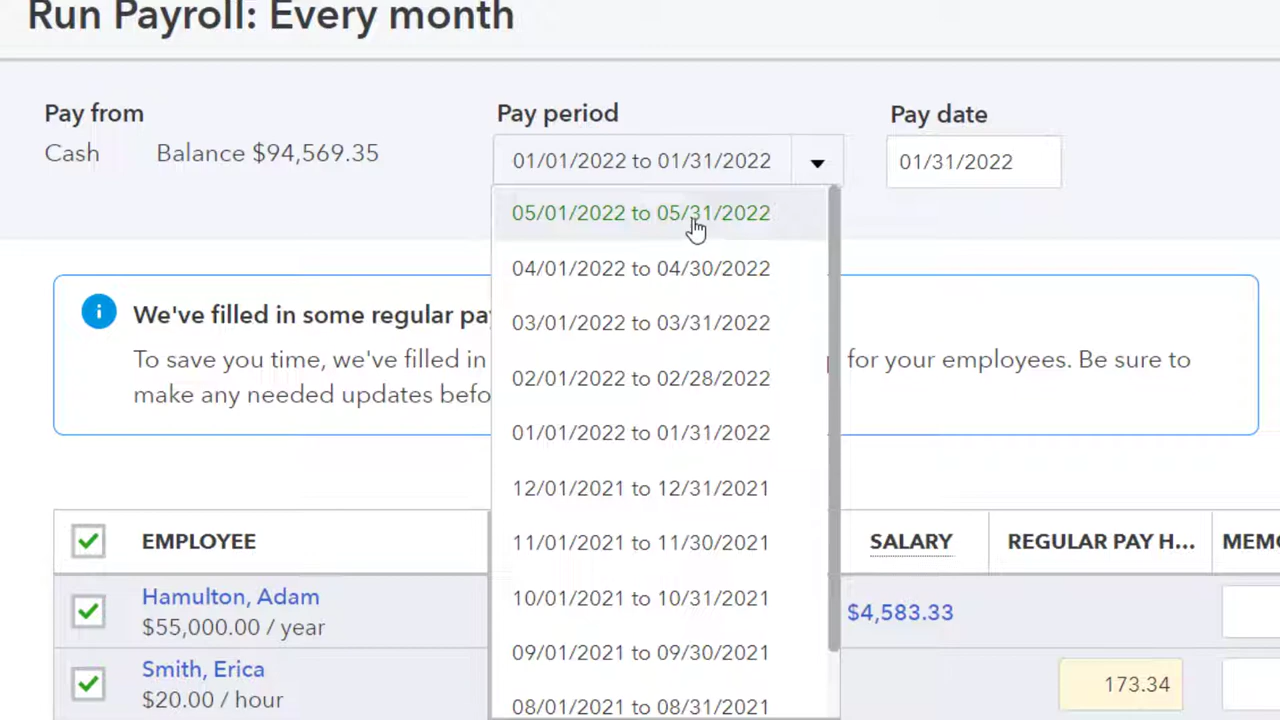 Run Payroll: Every month
Pay from
Pay period
Pay date
Cash
Balance $94,569.35
01/01/2022 to 01/31/2022
01/31/2022
05/01/2022 to 05/31/2022
04/01/2022 to 04/30/2022
03/01/2022 to 03/31/2022
02/01/2022 to 02/28/2022
01/01/2022 to 01/31/2022
12/01/2021 to 12/31/2021
11/01/2021 to 11/30/2021
10/01/2021 to 10/31/2021
09/01/2021 to 09/30/2021
08/01/2021 to 08/31/2021
We've filled in some regular pa
To save you time, we've filled in for your employees. Be sure to
make any needed updates befo
EMPLOYEE
SALARY
REGULAR PAY H...
MEMO
Hamulton, Adam
$55,000.00 / year
$4,583.33
Smith, Erica
$20.00 / hour
173.34